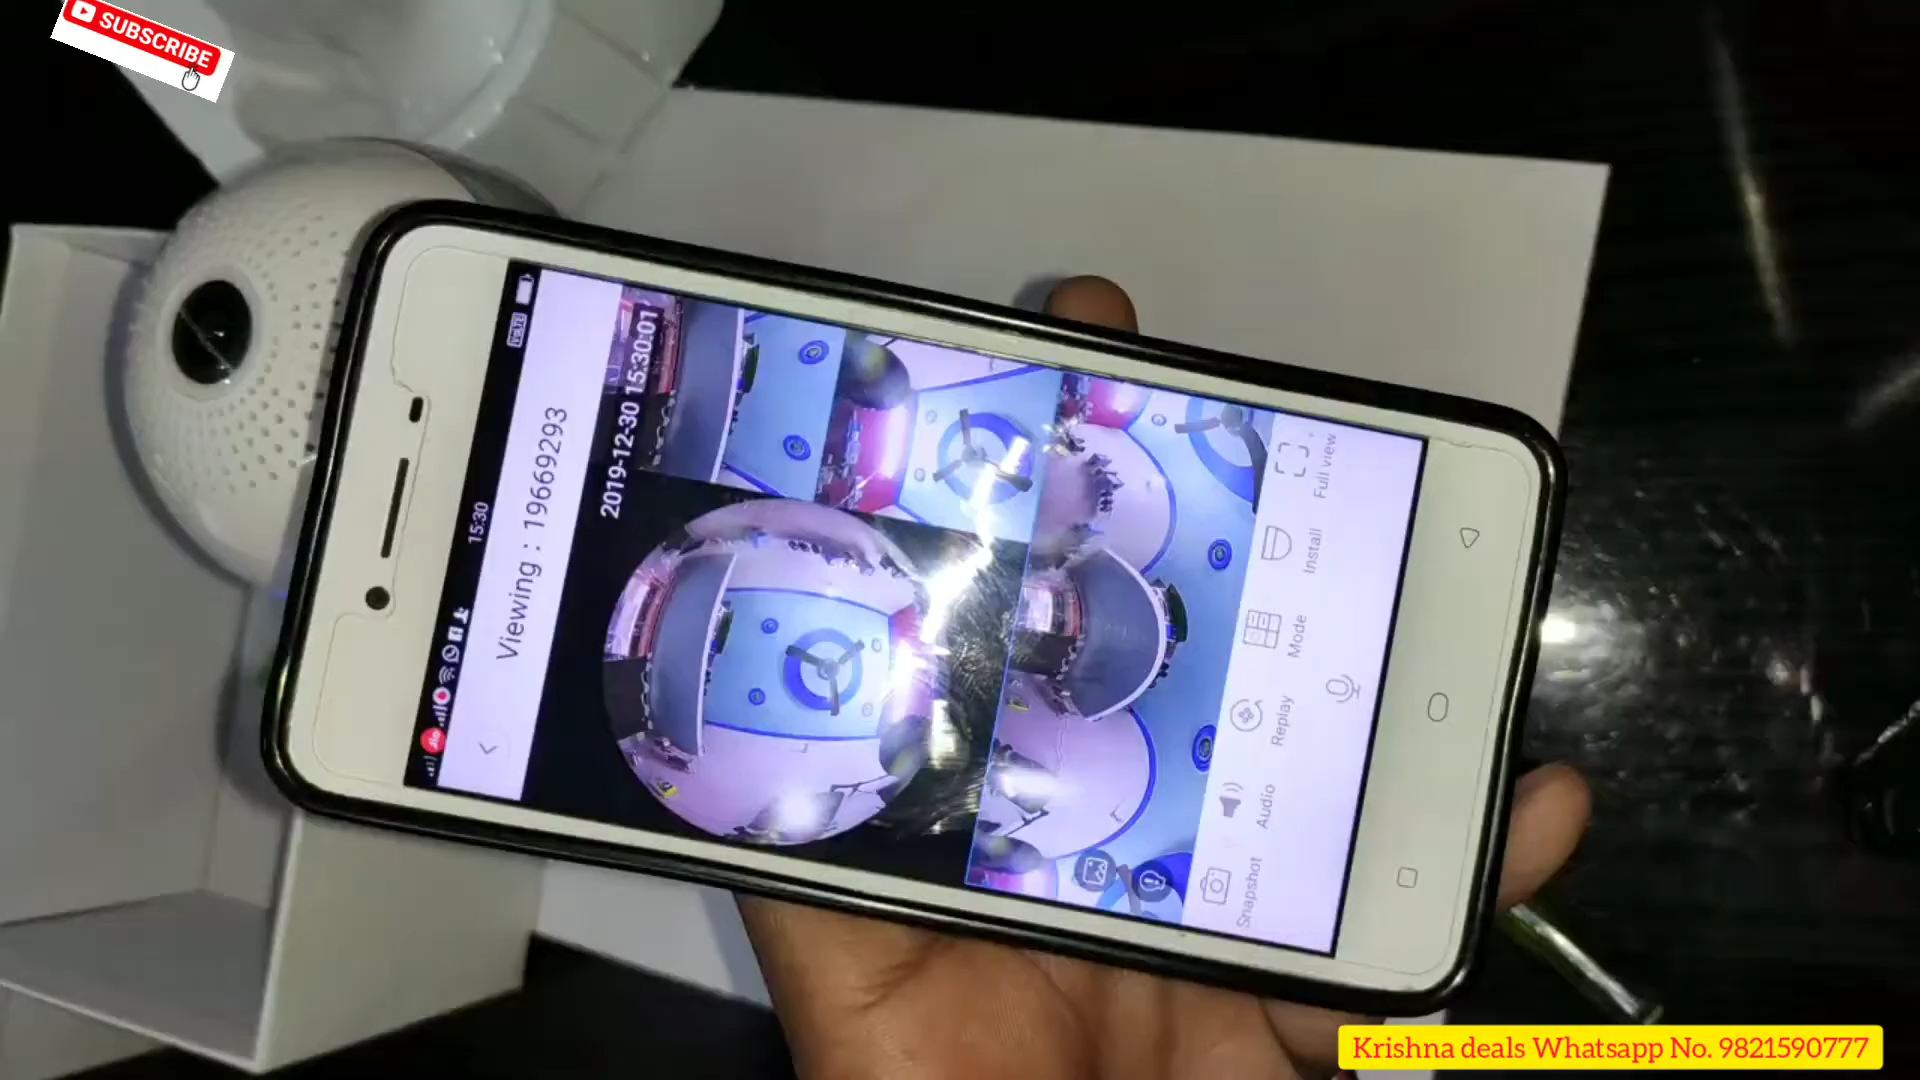 SUBSCRIBE
15:30
VoLTE
Viewing : 19669293
2019-12-30 15:30:01
Snapshot
Audio
Replay
Mode
Install
Full view
Krishna deals Whatsapp No. 9821590777